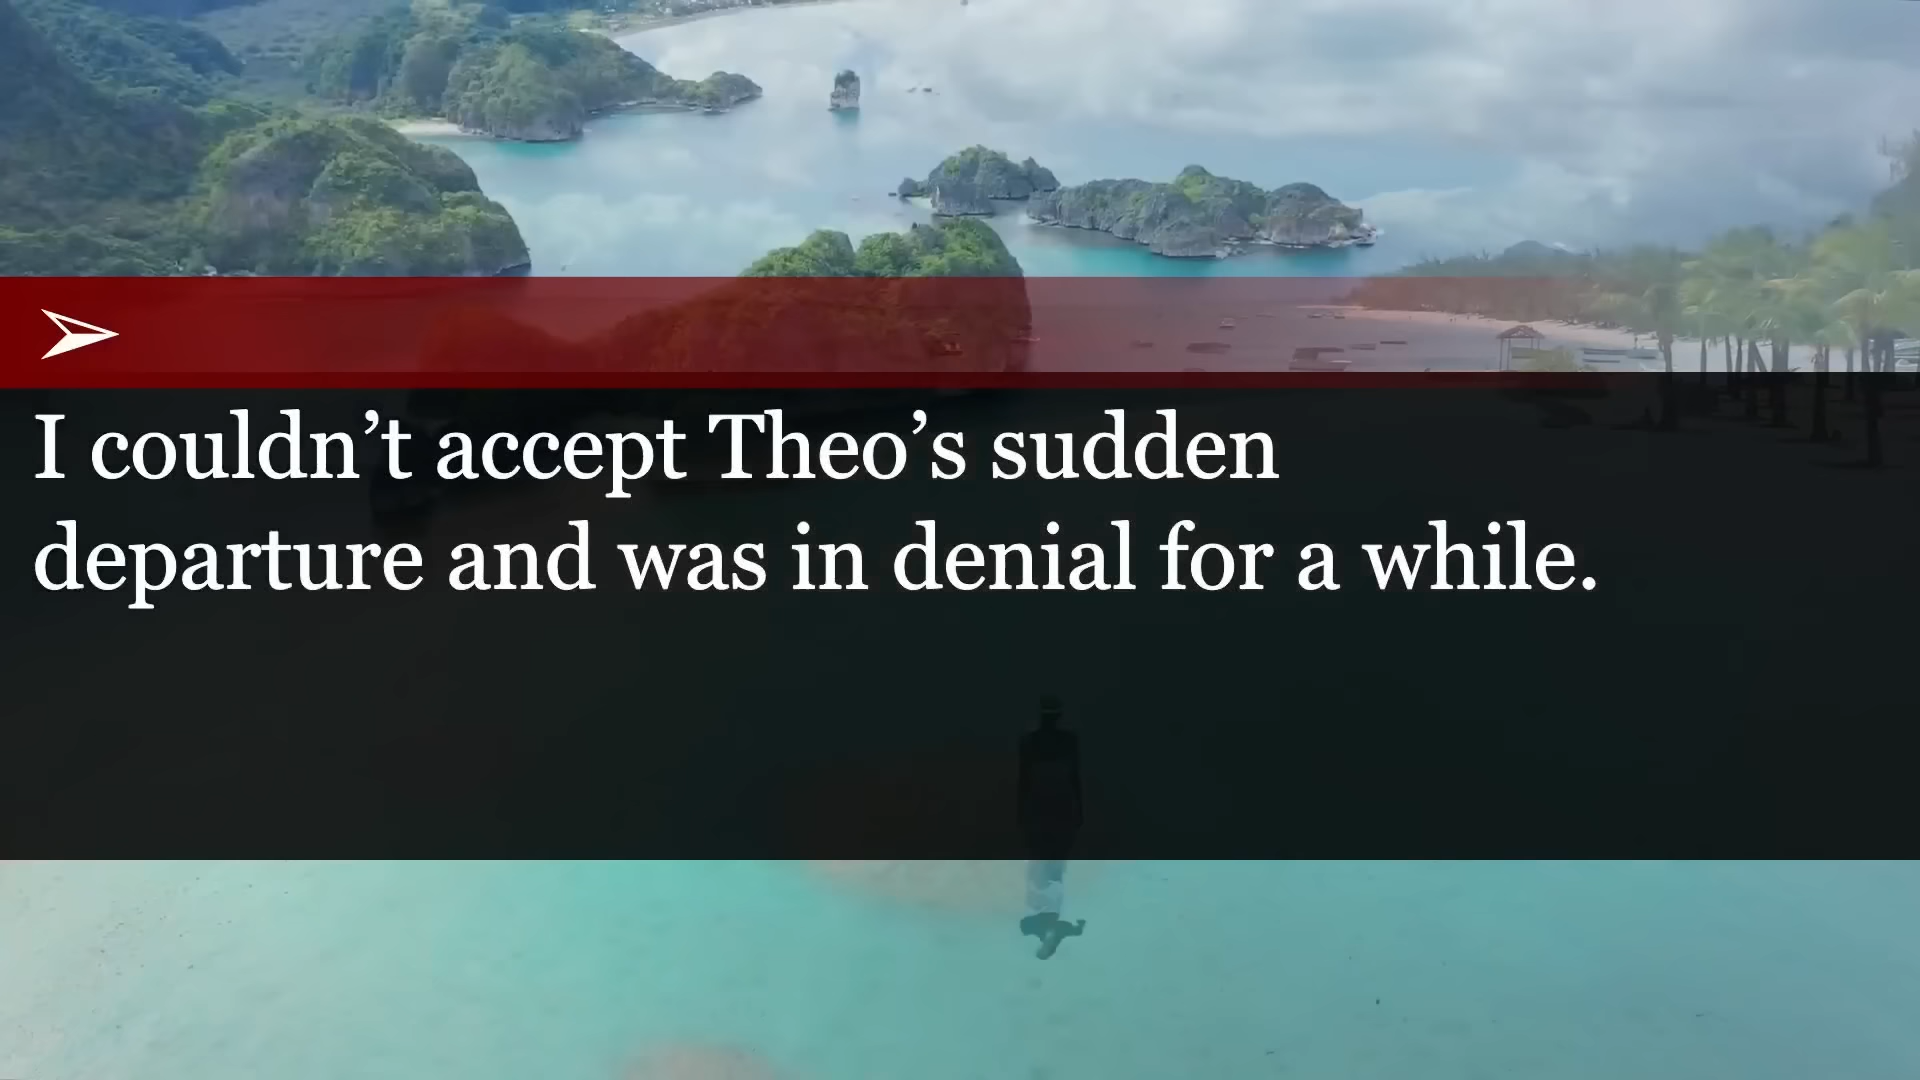 I couldn’t accept Theo’s sudden
departure and was in denial for a while.